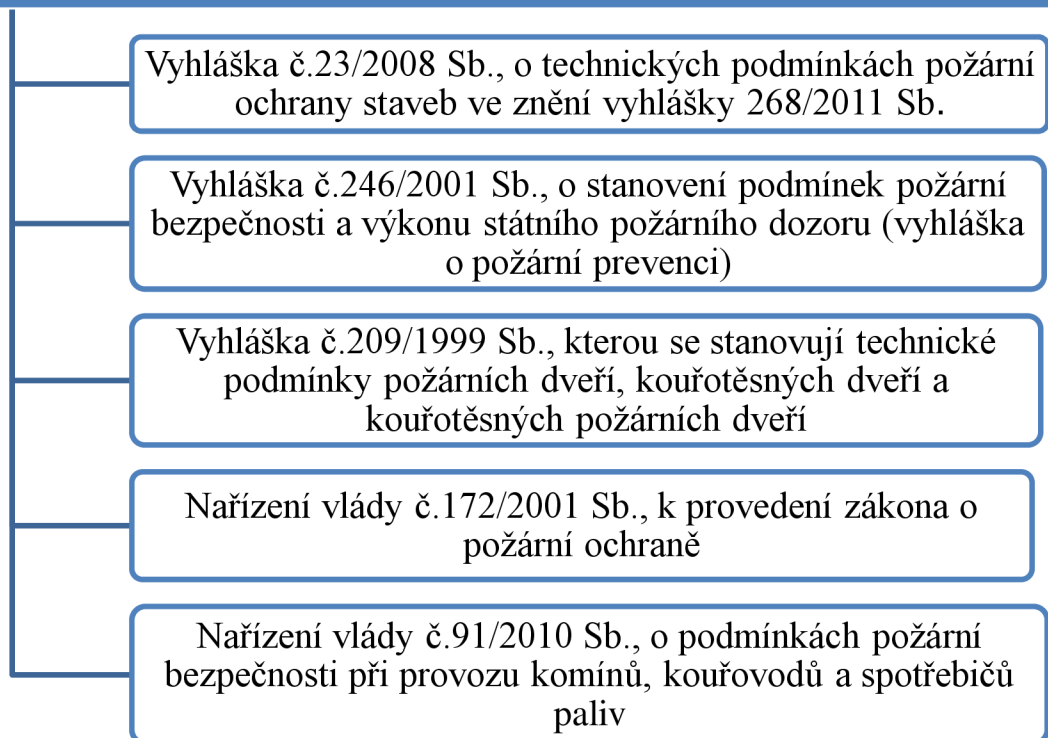 Vyhláška č.23/2008 Sb., o technických podmínkách požární
ochrany staveb ve znění vyhlášky 268/2011 Sb.
Vyhláška č.246/2001 Sb., o stanovení podmínek požární
bezpečnosti a výkonu státního požárního dozoru (vyhláška
o požární prevenci)
Vyhláška č.209/1999 Sb., kterou se stanovují technické
podmínky požárních dveří, kouřotěsných dveří a
kouřotěsných požárních dveří
Nařízení vlády č.172/2001 Sb., k provedení zákona o
požární ochraně
Nařízení vlády č.91/2010 Sb., o podmínkách požární
bezpečnosti při provozu komínů, kouřovodů a spotřebičů
paliv